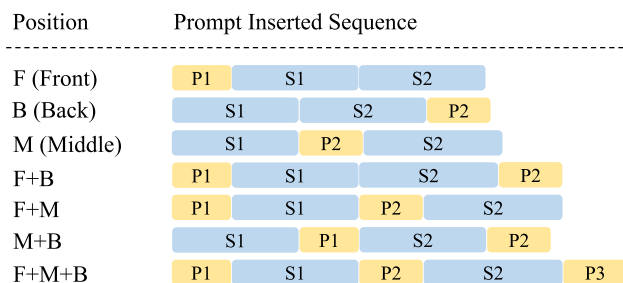 Position Prompt Inserted Sequence
F (Front) P1 S1 S2
B (Back) S1 S2 P2
M (Middle) S1 P2 S2
F+B P1 S1 S2 P2
F+M P1 S1 P2 S2
M+B S1 P1 S2 P2
F+M+B P1 S1 P2 S2 P3